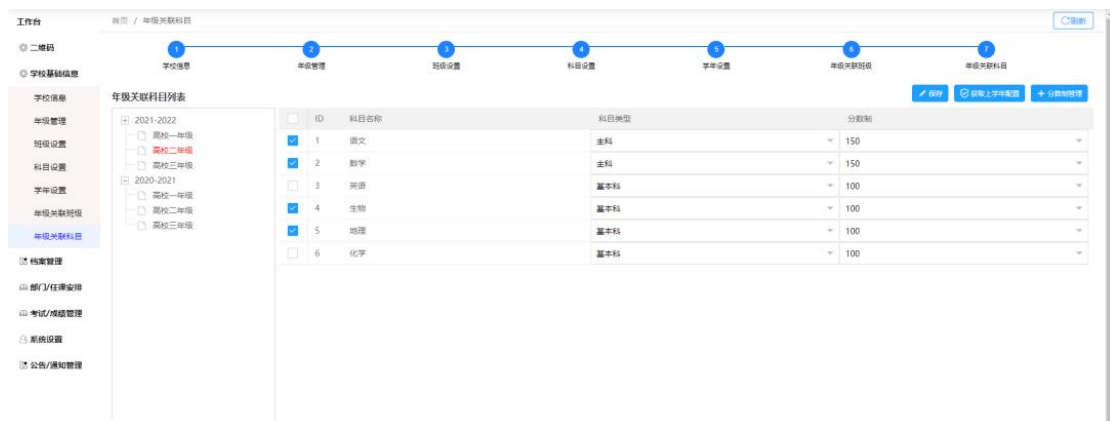 工作台
首页 / 年级关联科目
刷新
二维码
学校基础信息
学校信息
年级管理
班级设置
科目设置
学年设置
年级关联班级
年级关联科目
档案管理
部门/任课安排
考试/成绩管理
系统设置
公告/通知管理
1 2 3 4 5 6 7
学校信息 年级管理 班级设置 科目设置 学年设置 年级关联班级 年级关联科目
年级关联科目列表
保存 获取上学年配置 + 分数制管理
2021-2022
高校一年级
高校二年级
高校三年级
2020-2021
高校一年级
高校二年级
高校三年级
ID 科目名称 科目类型 分数制
1 语文 主科 150
2 数学 主科 150
3 英语 基本科 100
4 生物 基本科 100
5 地理 基本科 100
6 化学 基本科 100